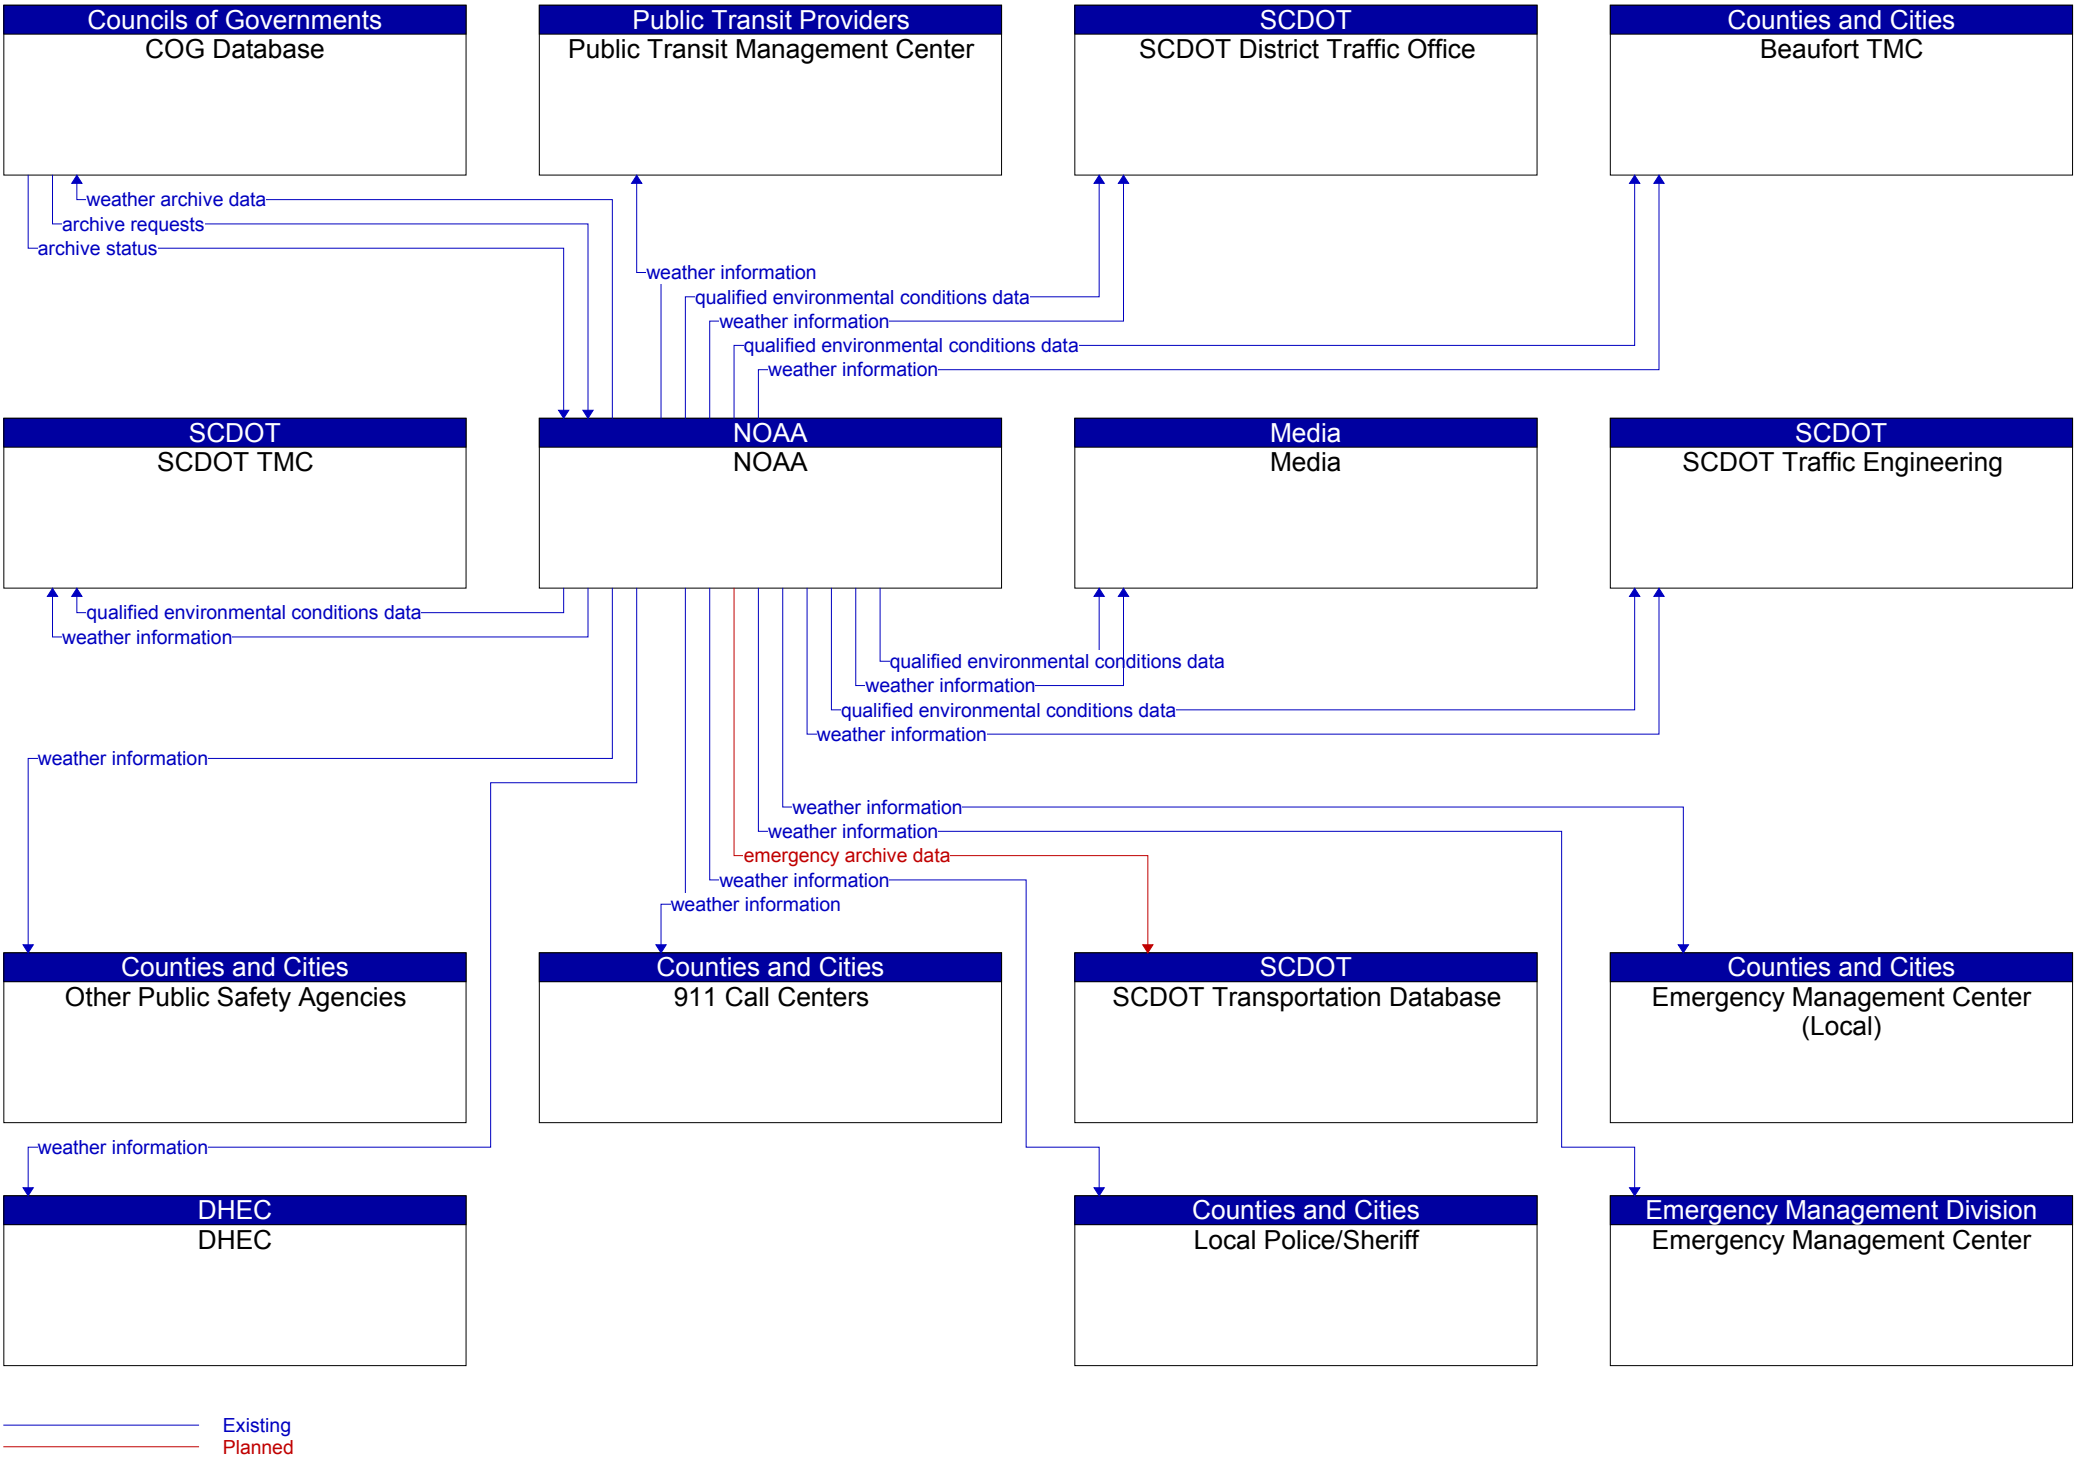 Councils of Governments
COG Database
Public Transit Providers
Public Transit Management Center
SCDOT
SCDOT District Traffic Office
Counties and Cities
Beaufort TMC
weather archive data
archive requests
archive status
weather information
qualified environmental conditions data
weather information
qualified environmental conditions data
weather information
SCDOT
SCDOT TMC
NOAA
NOAA
Media
Media
SCDOT
SCDOT Traffic Engineering
qualified environmental conditions data
weather information
qualified environmental conditions data
weather information
qualified environmental conditions data
weather information
weather information
weather information
weather information
emergency archive data
weather information
weather information
Counties and Cities
Other Public Safety Agencies
Counties and Cities
911 Call Centers
SCDOT
SCDOT Transportation Database
Counties and Cities
Emergency Management Center
(Local)
weather information
DHEC
DHEC
Counties and Cities
Local Police/Sheriff
Emergency Management Division
Emergency Management Center
Existing
Planned